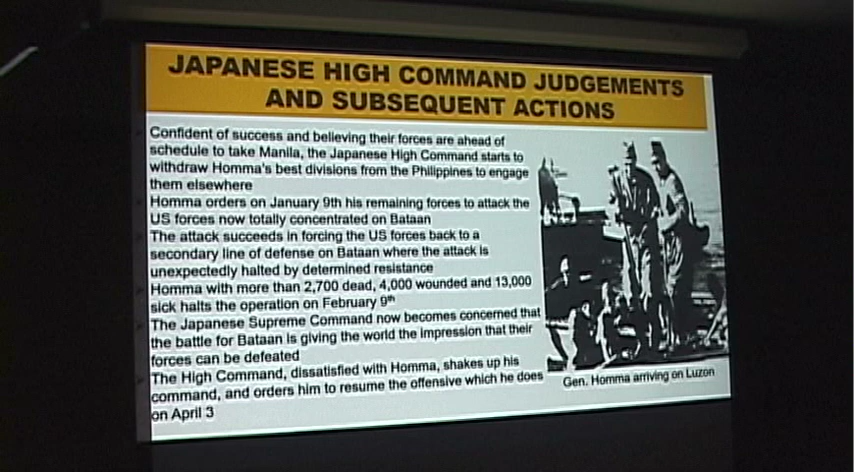 JAPANESE HIGH COMMAND JUDGEMENTS
AND SUBSEQUENT ACTIONS
Confident of success and believing their forces are ahead of
schedule to take Manila, the Japanese High Command starts to
withdraw Homma's best divisions from the Philippines to engage
them elsewhere
Homma orders on January 9th his remaining forces to attack the
US forces now totally concentrated on Bataan
The attack succeeds in forcing the US forces back to a
secondary line of defense on Bataan where the attack is
unexpectedly halted by determined resistance
Homma with more than 2,700 dead, 4,000 wounded and 13,000
sick halts the operation on February 9th
The Japanese Supreme Command now becomes concerned that
the battle for Bataan is giving the world the impression that their
forces can be defeated
The High Command, dissatisfied with Homma, shakes up his
command, and orders him to resume the offensive which he does
on April 3
Gen. Homma arriving on Luzon